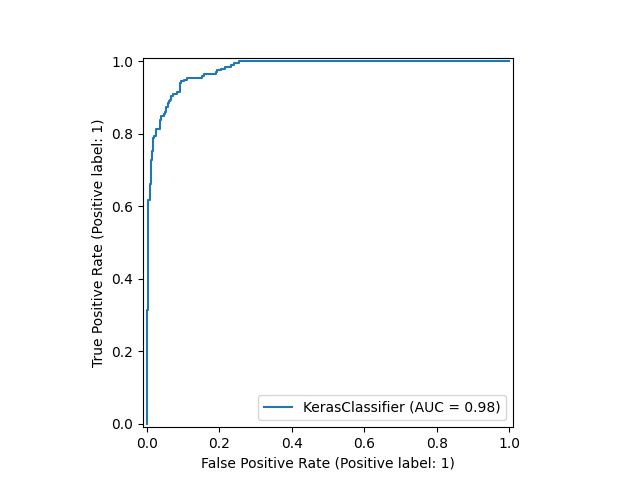 1.0
0.8
0.6
0.4
0.2
0.0
True Positive Rate (Positive label: 1)
KerasClassifier (AUC = 0.98)
0.0 0.2 0.4 0.6 0.8 1.0
False Positive Rate (Positive label: 1)